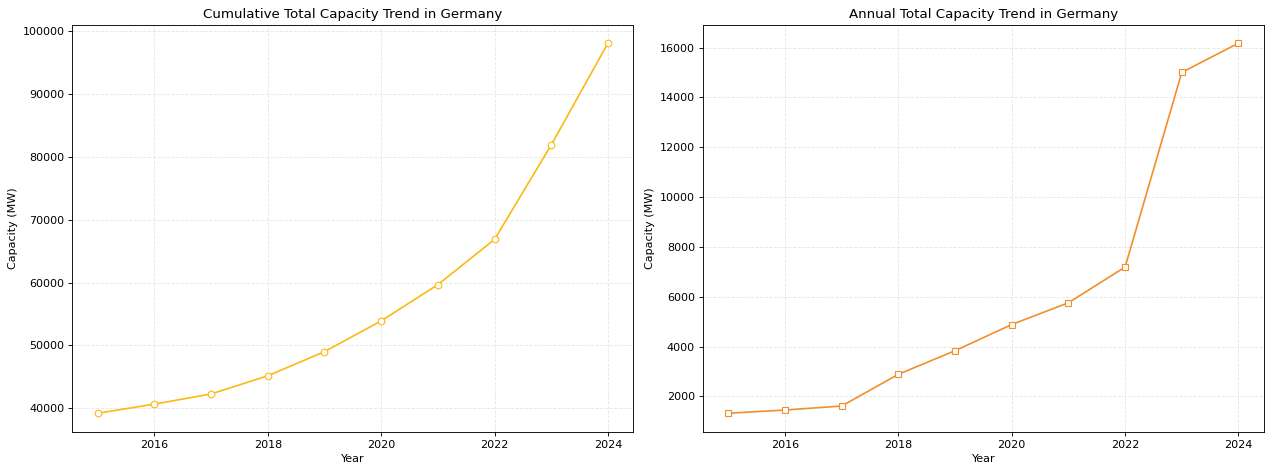 Cumulative Total Capacity Trend in Germany
100000
90000
80000
70000
60000
50000
40000
Capacity (MW)
2016 2018 2020 2022 2024
Year
Annual Total Capacity Trend in Germany
16000
14000
12000
10000
8000
6000
4000
2000
Capacity (MW)
2016 2018 2020 2022 2024
Year